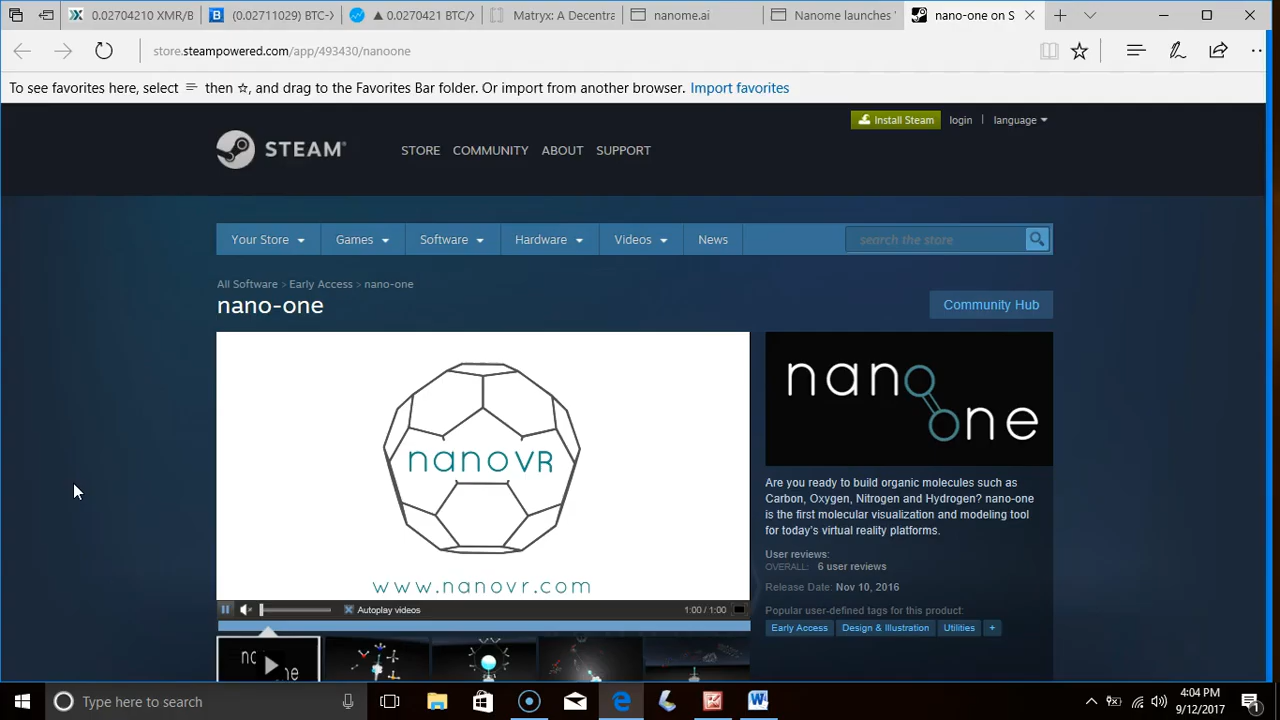 0.02704210 XMR/B
(0.02711029) BTC-X
▲ 0.0270421 BTC/
Matryx: A Decentra
nanome.ai
Nanome launches '
nano-one on S
store.steampowered.com/app/493430/nanoone
To see favorites here, select ≡ then ☆, and drag to the Favorites Bar folder. Or import from another browser. Import favorites
Install Steam login | language
STEAM
STORE COMMUNITY ABOUT SUPPORT
Your Store Games Software Hardware Videos News search the store
All Software > Early Access > nano-one
nano-one
Community Hub
nanoVR
www.nanovr.com
Autoplay videos 1:00 / 1:00
nano one
Are you ready to build organic molecules such as
Carbon, Oxygen, Nitrogen and Hydrogen? nano-one
is the first molecular visualization and modeling tool
for today's virtual reality platforms.
User reviews:
OVERALL: 6 user reviews
Release Date: Nov 10, 2016
Popular user-defined tags for this product:
Early Access Design & Illustration Utilities +
Type here to search
4:04 PM
9/12/2017